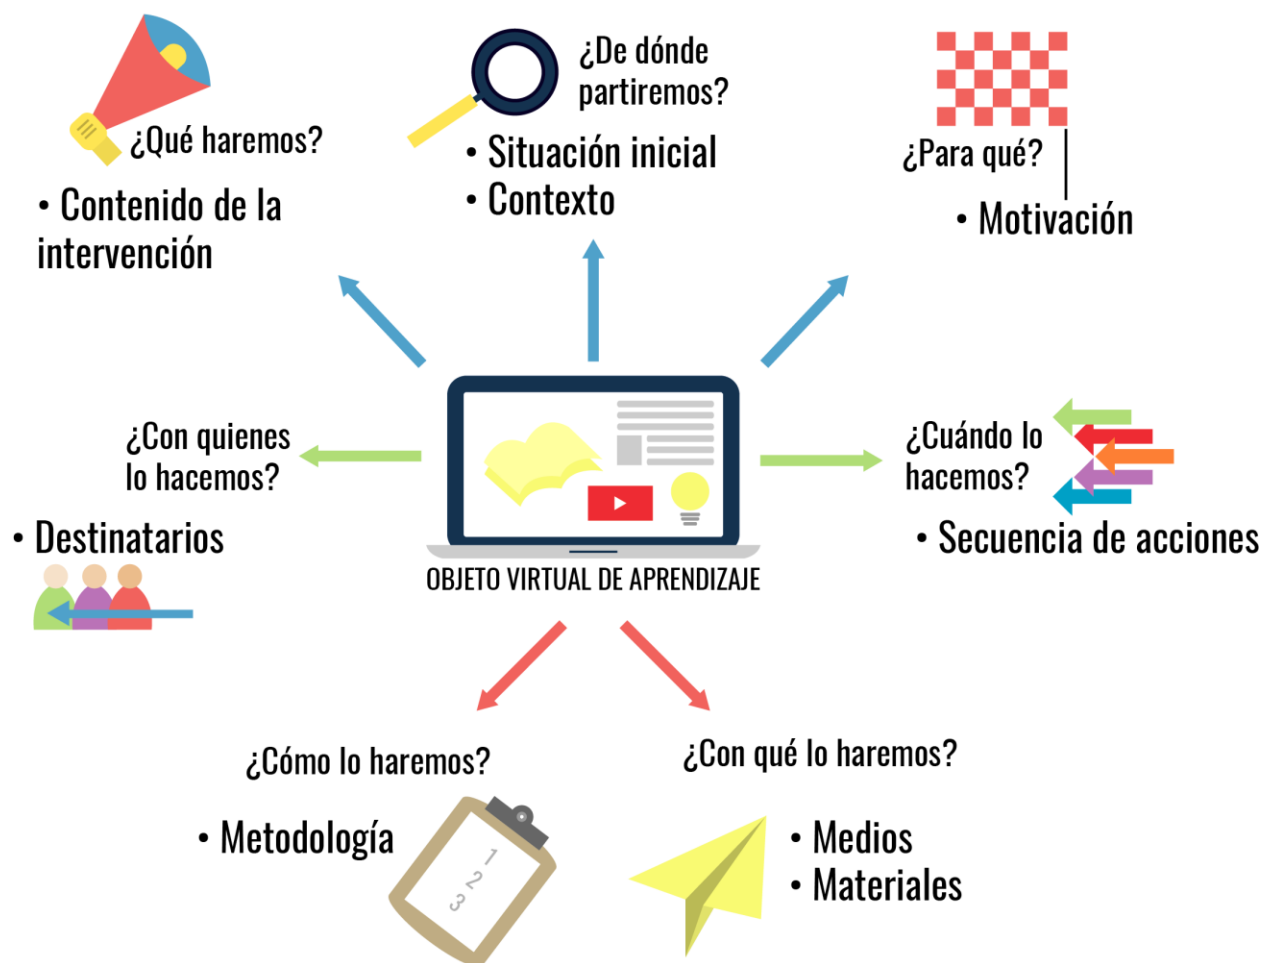 ¿Qué haremos?
• Contenido de la
intervención
¿De dónde
partiremos?
• Situación inicial
• Contexto
¿Para qué?
• Motivación
¿Con quienes
lo hacemos?
• Destinatarios
OBJETO VIRTUAL DE APRENDIZAJE
¿Cuándo lo
hacemos?
• Secuencia de acciones
¿Cómo lo haremos?
• Metodología
1
2
3
¿Con qué lo haremos?
• Medios
• Materiales